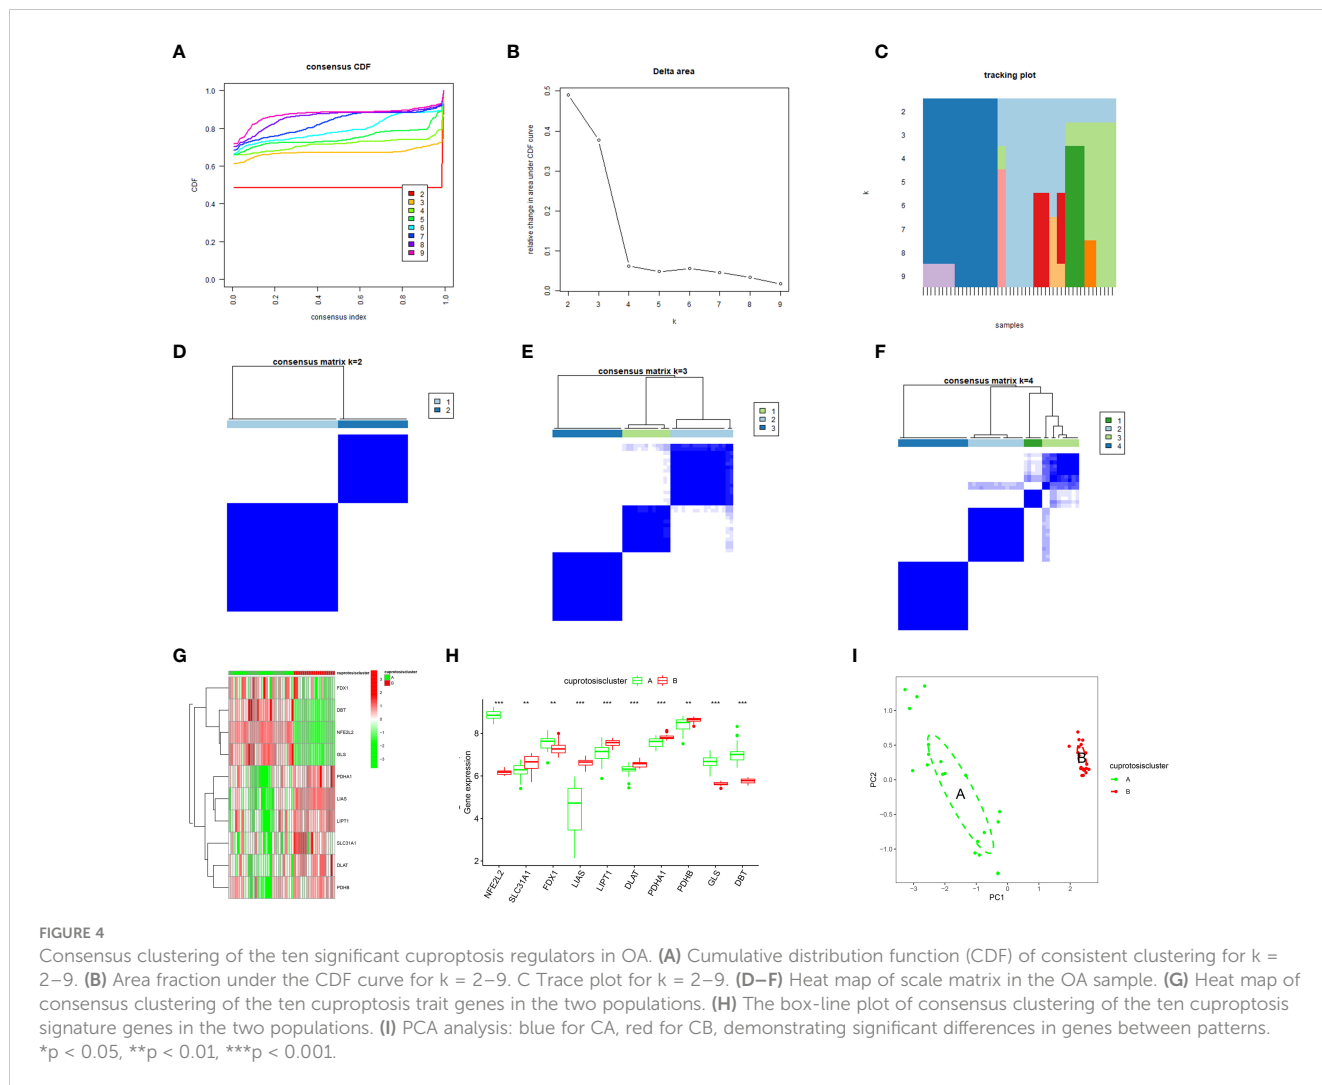 A
consensus CDF
CDF
1.0
0.8
0.6
0.4
0.2
0.0
2
3
4
5
6
7
8
9
0.0 0.2 0.4 0.6 0.8 1.0
consensus index
B
Delta area
relative change in area under CDF curve
0.5
0.4
0.3
0.2
0.1
0.0
2 3 4 5 6 7 8 9
k
C
tracking plot
k
2
3
4
5
6
7
8
9
samples
D
consensus matrix k=2
1
2
E
consensus matrix k=3
1
2
3
F
consensus matrix k=4
1
2
3
4
G
cuprotosiscluster
FDX1
DBT
NFE2L2
GLS
PDHA1
LIAS
LIPT1
SLC31A1
DLAT
PDHB
3
2
1
0
−1
−2
−3
cuprotosiscluster
A
B
H
cuprotosiscluster A B
*** ** ** *** *** *** *** ** *** ***
Gene expression
8
6
4
2
NFE2L2 SLC31A1 FDX1 LIAS LIPT1 DLAT PDHA1 PDHB GLS DBT
I
PC2
1.0
0.5
0.0
−0.5
−1.0
A
B
cuprotosiscluster
A
B
−3 −2 −1 0 1 2
PC1
FIGURE 4
Consensus clustering of the ten significant cuproptosis regulators in OA. (A) Cumulative distribution function (CDF) of consistent clustering for k =
2–9. (B) Area fraction under the CDF curve for k = 2–9. C Trace plot for k = 2–9. (D–F) Heat map of scale matrix in the OA sample. (G) Heat map of
consensus clustering of the ten cuproptosis trait genes in the two populations. (H) The box-line plot of consensus clustering of the ten cuproptosis
signature genes in the two populations. (I) PCA analysis: blue for CA, red for CB, demonstrating significant differences in genes between patterns.
*p < 0.05, **p < 0.01, ***p < 0.001.